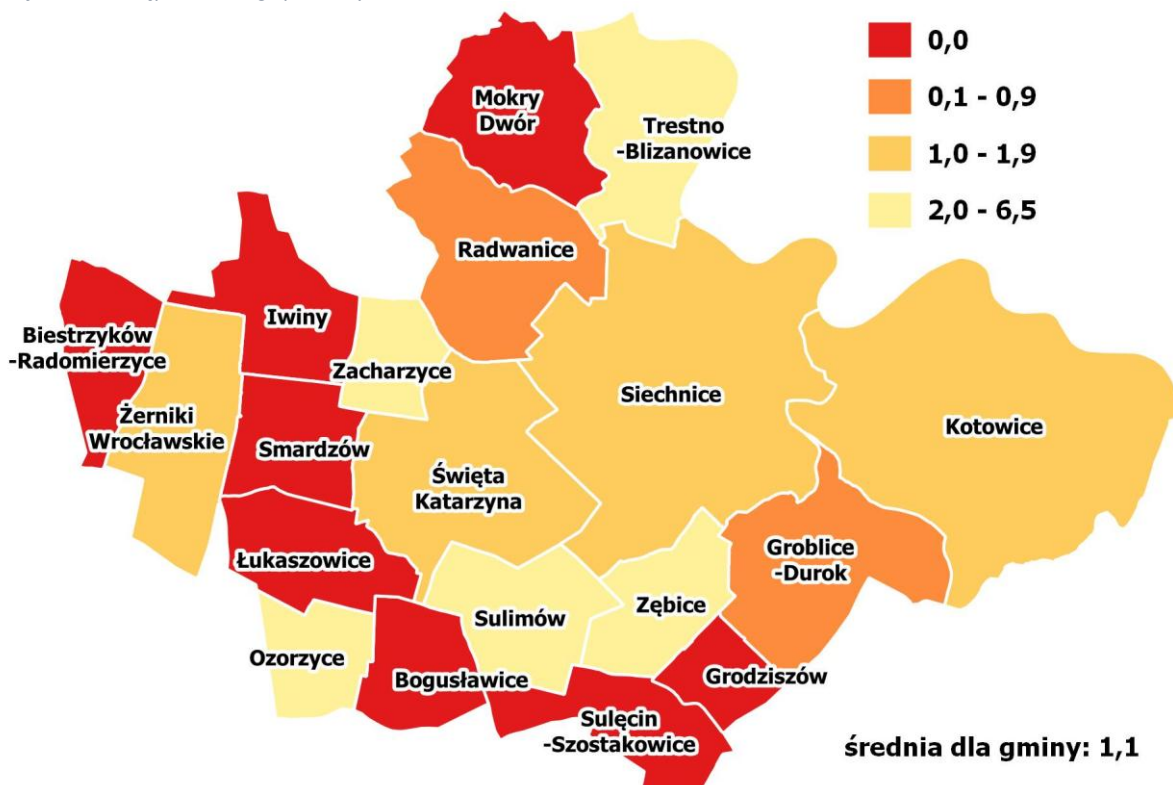 0,0
0,1 - 0,9
1,0 - 1,9
2,0 - 6,5
Mokry
Dwór
Trestno
-Blizanowice
Radwanice
Iwiny
Biestrzyków
-Radomierzyce
Zacharzyce
Siechnice
Żerniki
Wrocławskie
Kotowice
Smardzów
Święta
Katarzyna
Łukaszowice
Groblice
-Durok
Sulimów
Zębice
Ozorzyce
Bogusławice
Grodziszów
Sulęcin
-Szostakowice
średnia dla gminy: 1,1